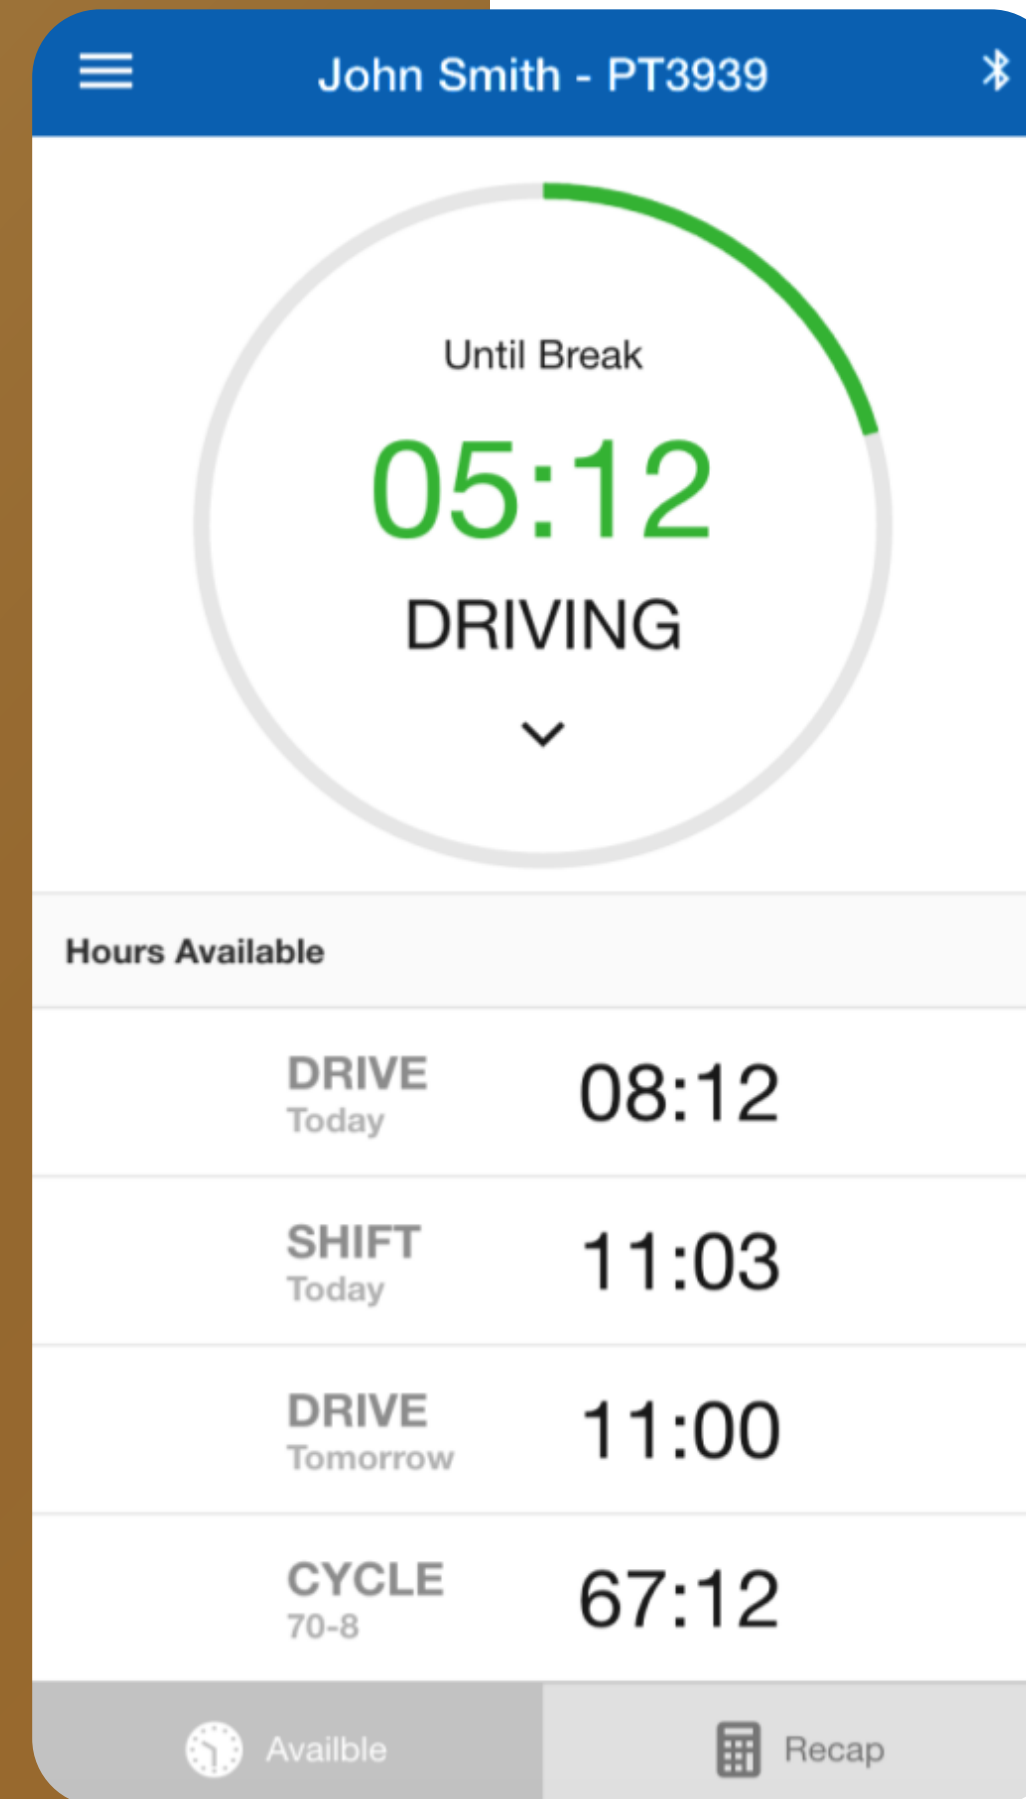 John Smith - PT3939
Until Break
05:12
DRIVING
Hours Available
DRIVE 08:12
Today
SHIFT 11:03
Today
DRIVE 11:00
Tomorrow
CYCLE 67:12
70-8
Availble Recap